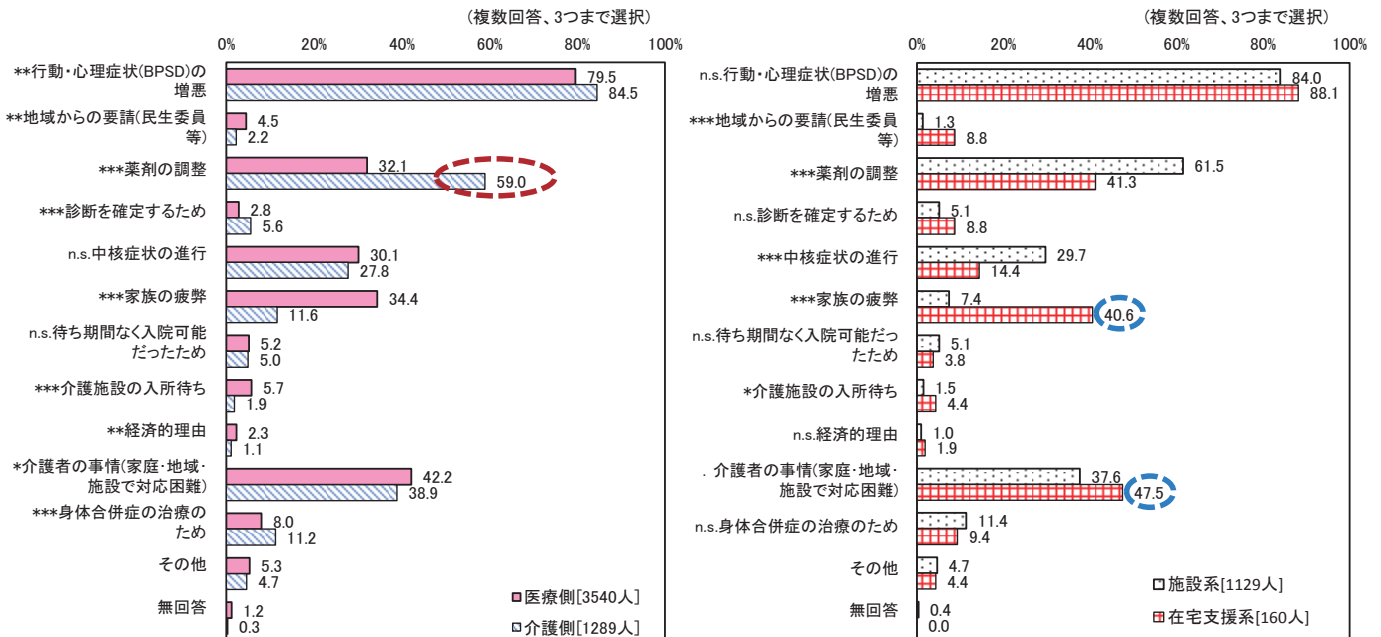 (複数回答、3つまで選択)
0%
20%
40%
60%
80%
100%
**行動・心理症状(BPSD)の
増悪
79.5
84.5
**地域からの要請(民生委員
等)
4.5
2.2
***薬剤の調整
32.1
59.0
***診断を確定するため
2.8
5.6
n.s.中核症状の進行
30.1
27.8
***家族の疲弊
34.4
11.6
n.s.待ち期間なく入院可能
だったため
5.2
5.0
***介護施設の入所待ち
5.7
1.9
**経済的理由
2.3
1.1
*介護者の事情(家庭・地域・
施設で対応困難)
42.2
38.9
***身体合併症の治療の
ため
8.0
11.2
その他
5.3
4.7
無回答
1.2
0.3
医療側[3540人]
介護側[1289人]
(複数回答、3つまで選択)
0%
20%
40%
60%
80%
100%
n.s.行動・心理症状(BPSD)の
増悪
84.0
88.1
***地域からの要請(民生委員
等)
1.3
8.8
***薬剤の調整
61.5
41.3
n.s.診断を確定するため
5.1
8.8
***中核症状の進行
29.7
14.4
***家族の疲弊
7.4
40.6
n.s.待ち期間なく入院可能だっ
たため
5.1
3.8
*介護施設の入所待ち
1.5
4.4
n.s.経済的理由
1.0
1.9
. 介護者の事情(家庭・地域・
施設で対応困難)
37.6
47.5
n.s.身体合併症の治療のため
11.4
9.4
その他
4.7
4.4
無回答
0.4
0.0
施設系[1129人]
在宅支援系[160人]